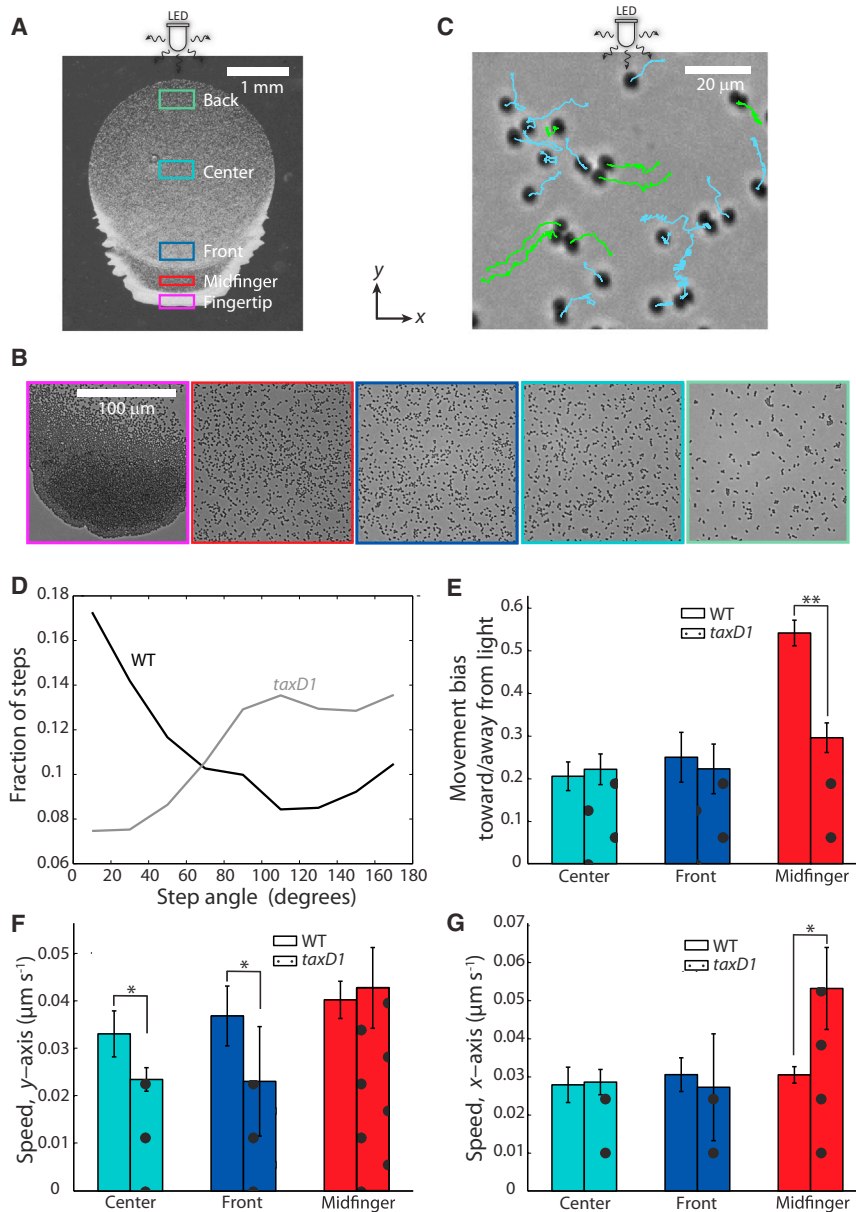 A
LED
1 mm
Back
Center
Front
Midfinger
Fingertip
y
x
C
LED
20 μm
B
100 μm
D
Fraction of steps
0.18
0.16
0.14
0.12
0.1
0.08
0.06
WT
taxD1
0 20 40 60 80 100 120 140 160 180
Step angle (degrees)
E
Movement bias
toward/away from light
0.6
0.5
0.4
0.3
0.2
0.1
0
WT
taxD1
**
Center Front Midfinger
F
Speed, y–axis (μm s⁻¹)
0.05
0.04
0.03
0.02
0.01
0
WT
taxD1
*
*
Center Front Midfinger
G
Speed, x–axis (μm s⁻¹)
0.07
0.06
0.05
0.04
0.03
0.02
0.01
0
WT
taxD1
*
Center Front Midfinger